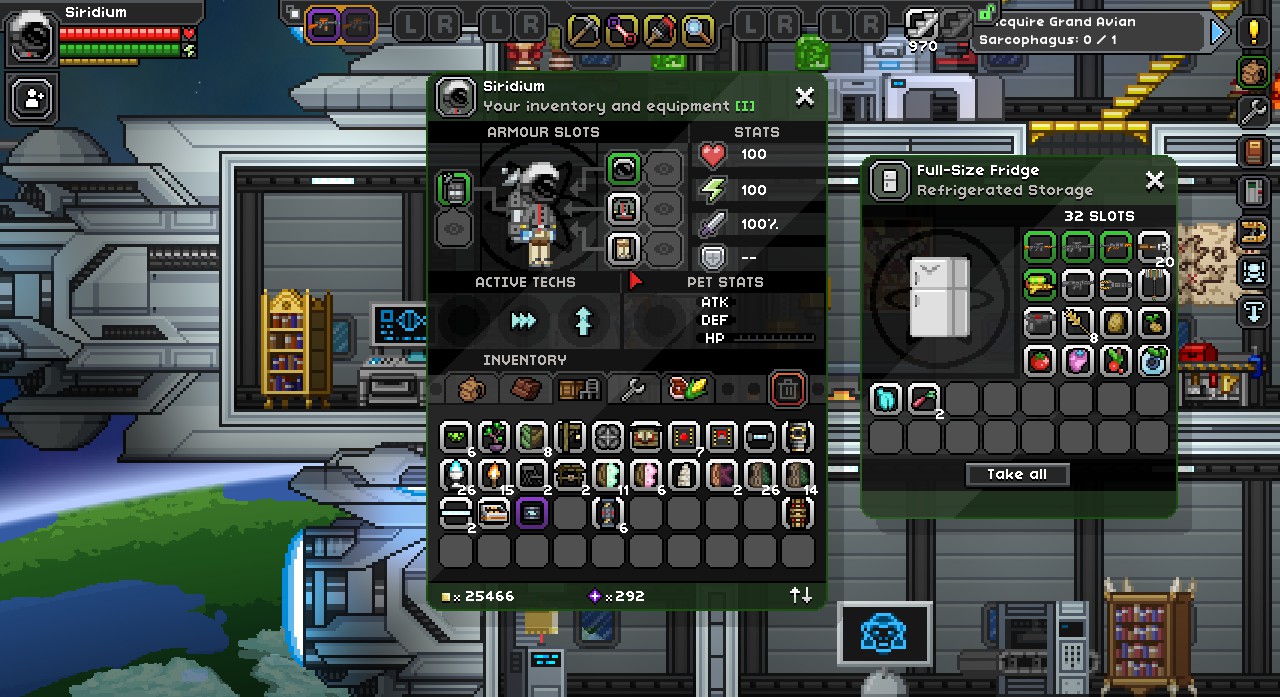 Siridium
L R L R L R L R
970
cquire Grand Avian
Sarcophagus: 0 / 1
Siridium
Your inventory and equipment [I]
ARMOUR SLOTS
STATS
100
100
100%
--
ACTIVE TECHS
PET STATS
ATK
DEF
HP
INVENTORY
6 8 7
26 15 2 2 11 6 2 26 14
2 6
x 25466
x 292
Full-Size Fridge
Refrigerated Storage
32 SLOTS
20
8
2
Take all